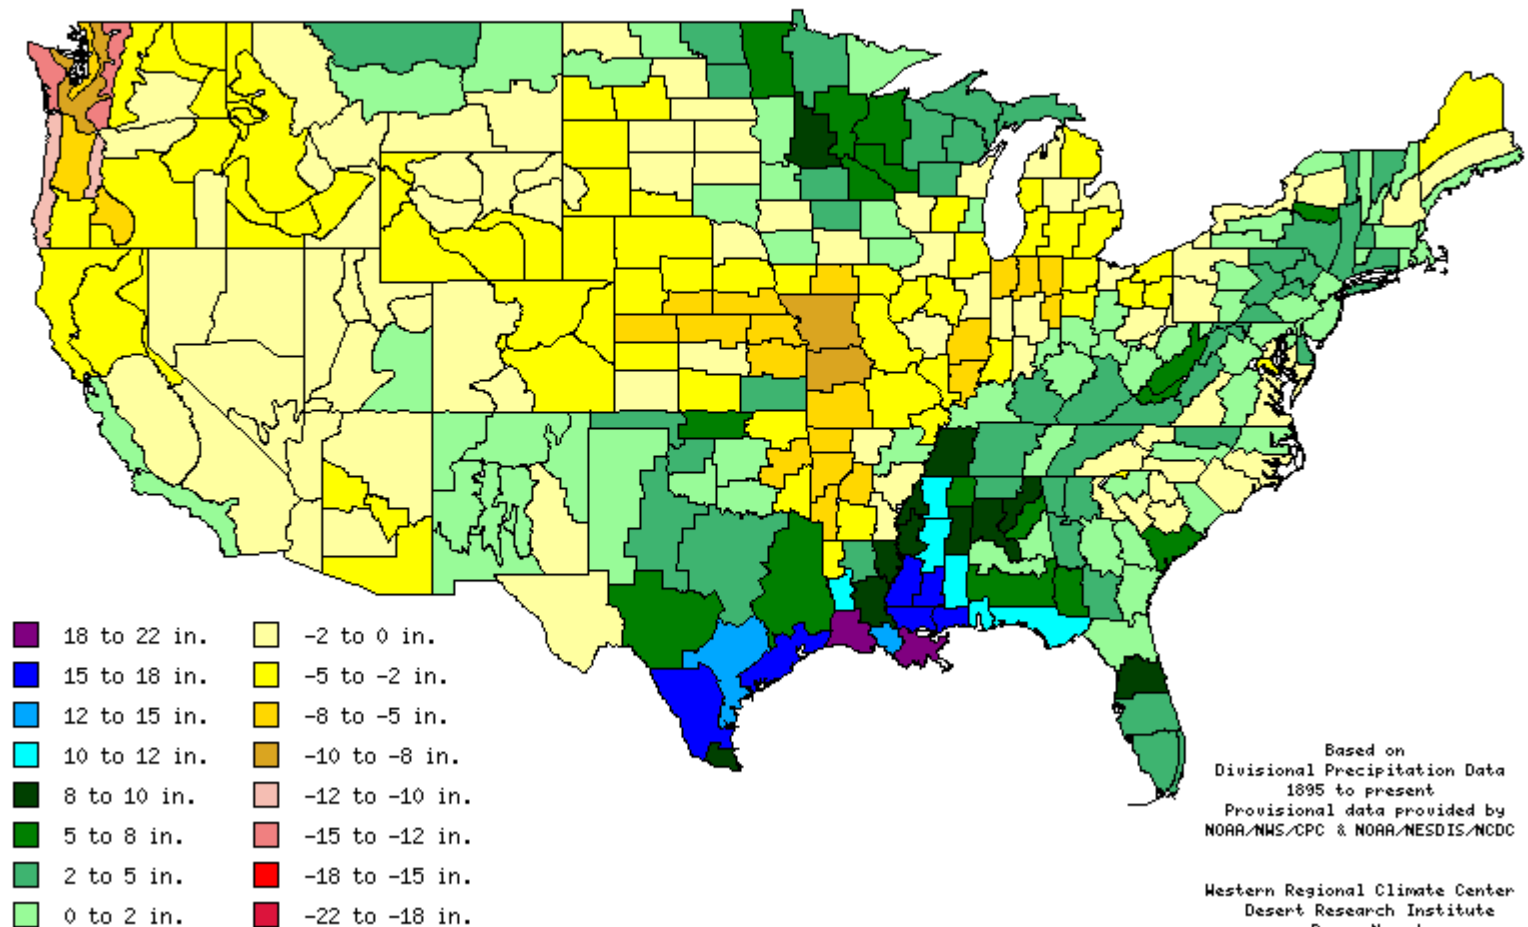 18 to 22 in.
15 to 18 in.
12 to 15 in.
10 to 12 in.
8 to 10 in.
5 to 8 in.
2 to 5 in.
0 to 2 in.
-2 to 0 in.
-5 to -2 in.
-8 to -5 in.
-10 to -8 in.
-12 to -10 in.
-15 to -12 in.
-18 to -15 in.
-22 to -18 in.
Based on
Divisional Precipitation Data
1895 to present
Provisional data provided by
NOAA/NWS/CPC & NOAA/NESDIS/NCDC
Western Regional Climate Center
Desert Research Institute